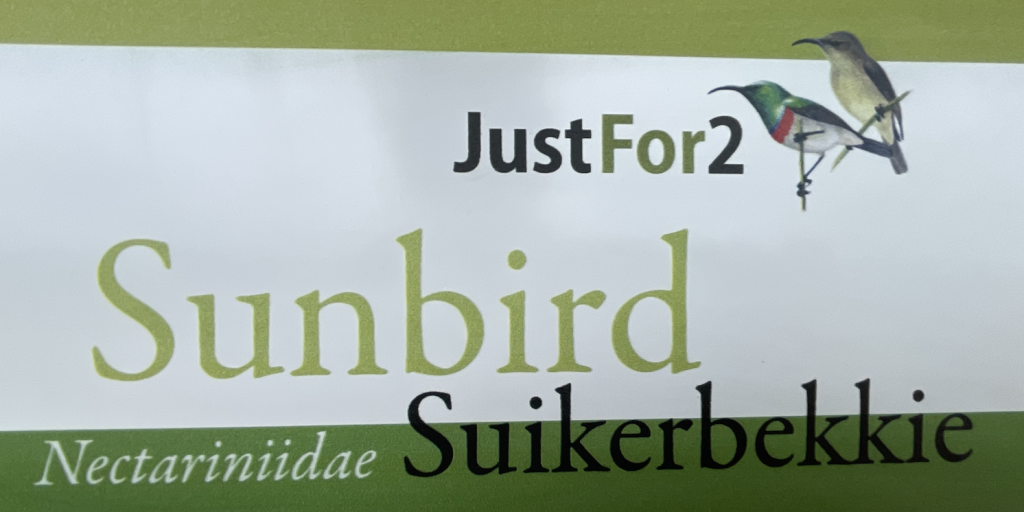 JustFor2
Sunbird
Suikerbekkie
Nectariniidae